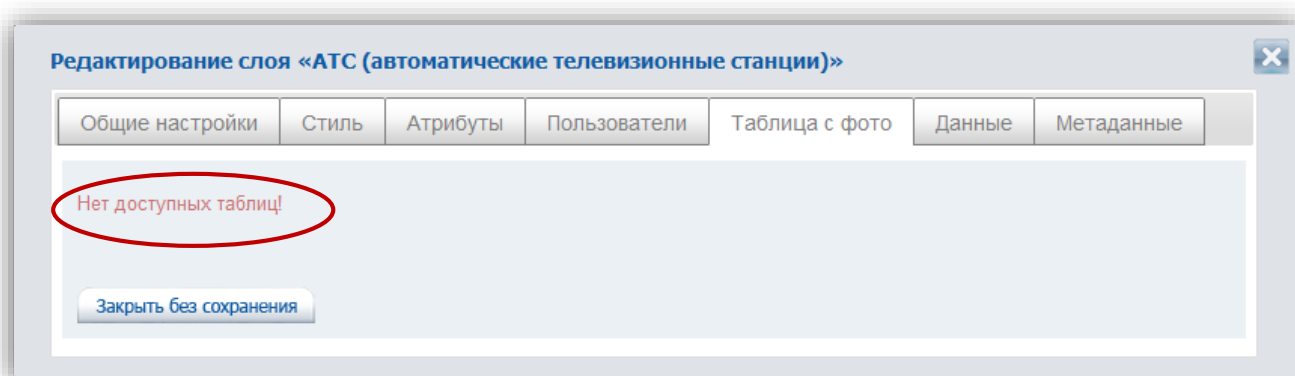 Редактирование слоя «АТС (автоматические телевизионные станции)»
Общие настройки Стиль Атрибуты Пользователи Таблица с фото Данные Метаданные
Нет доступных таблиц!
Закрыть без сохранения